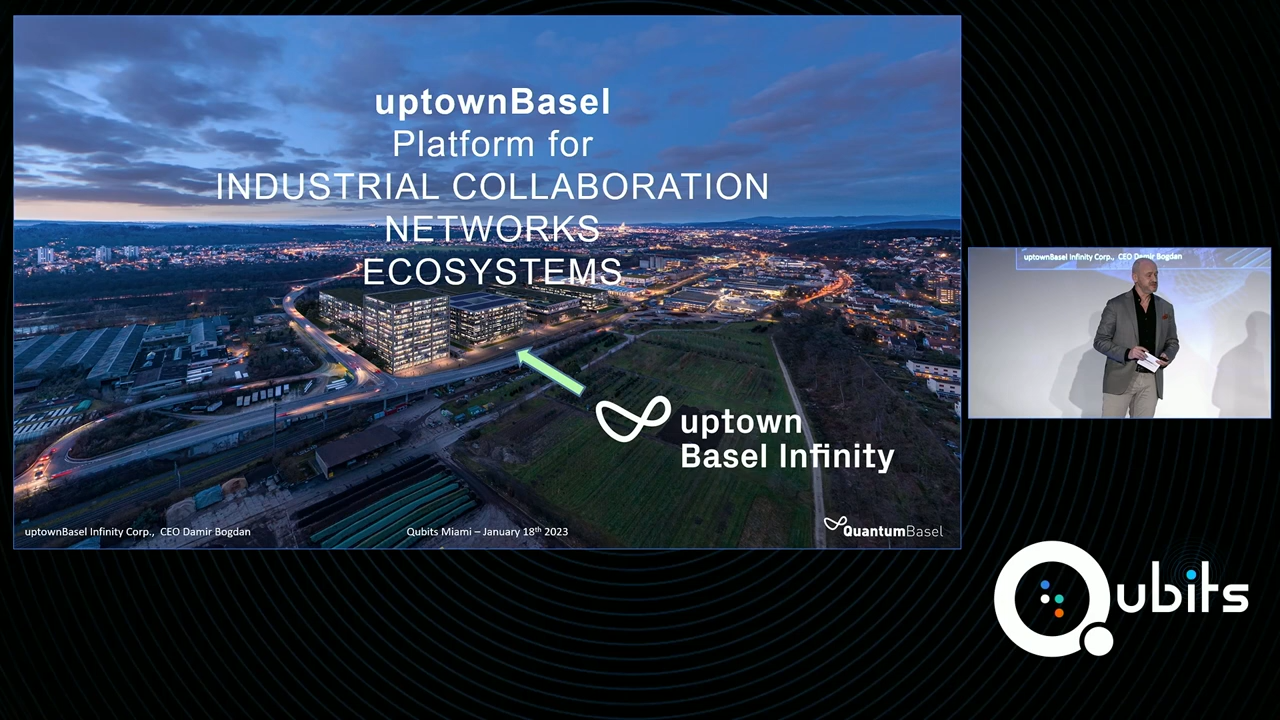 uptownBasel
Platform for
INDUSTRIAL COLLABORATION
NETWORKS
ECOSYSTEMS
uptown
Basel Infinity
uptownBasel Infinity Corp., CEO Damir Bogdan
Qubits Miami – January 18th 2023
QuantumBasel
uptownBasel Infinity Corp., CEO Damir Bogdan
Qubits